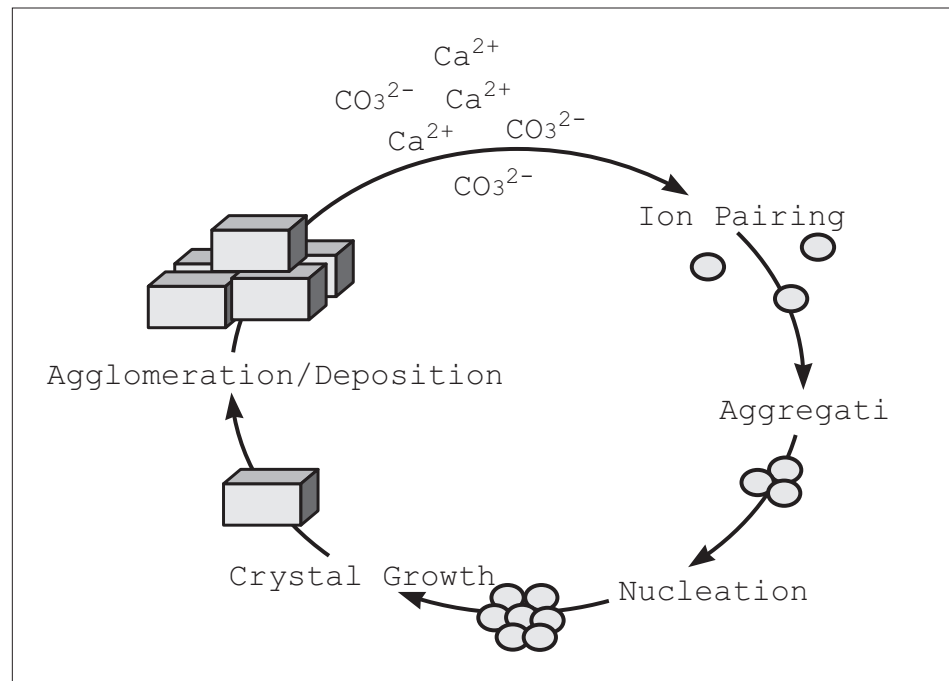 Ca²⁺
CO₃²⁻ Ca²⁺
Ca²⁺ CO₃²⁻
CO₃²⁻
Ion Pairing
Agglomeration/Deposition
Aggregati
Crystal Growth
Nucleation